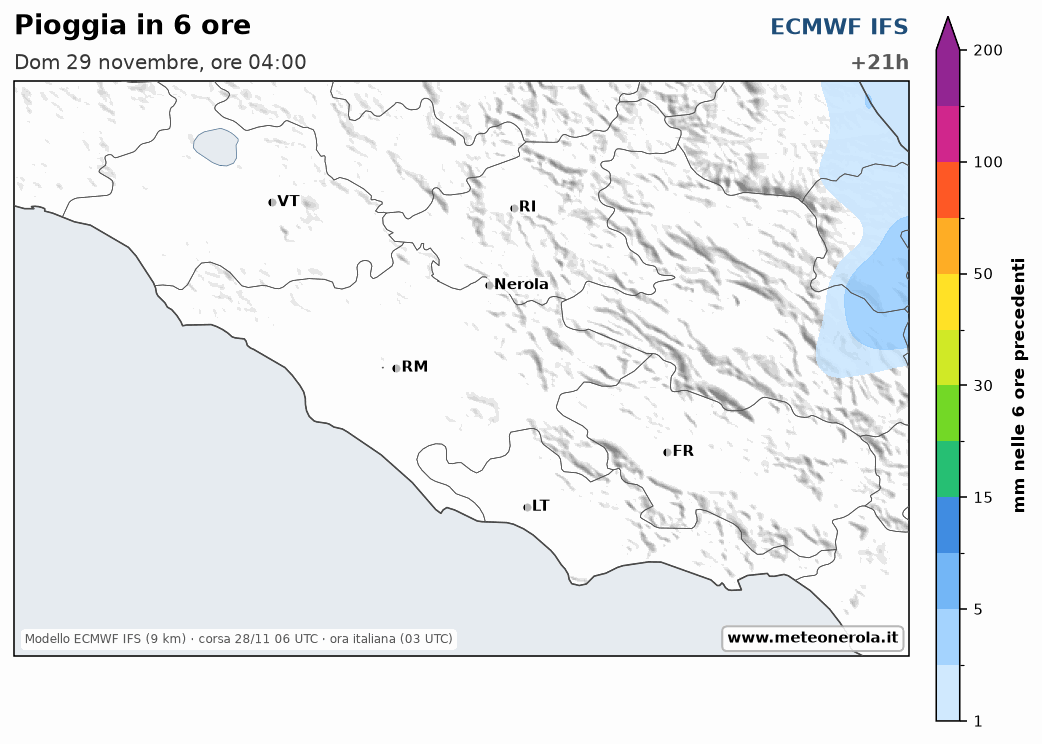 Pioggia in 6 ore
ECMWF IFS
Dom 29 novembre, ore 04:00
+21h
VT
RI
Nerola
RM
FR
LT
Modello ECMWF IFS (9 km) · corsa 28/11 06 UTC · ora italiana (03 UTC)
www.meteonerola.it
200
100
50
30
15
5
1
mm nelle 6 ore precedenti